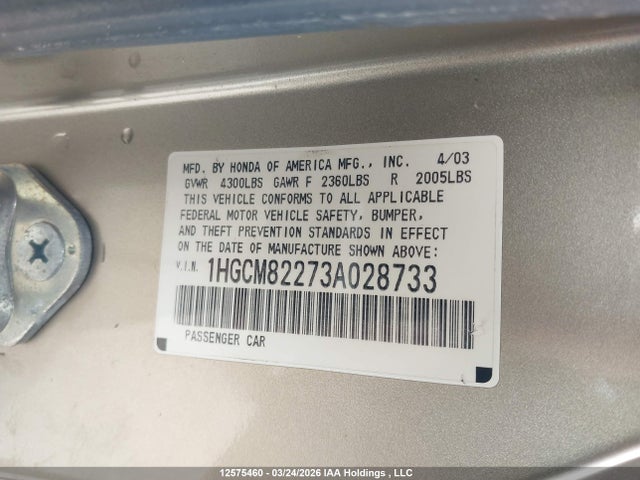 MFD. BY HONDA OF AMERICA MFG., INC. 4/03
GVWR 4300LBS GAWR F 2360LBS R 2005LBS
THIS VEHICLE CONFORMS TO ALL APPLICABLE
FEDERAL MOTOR VEHICLE SAFETY, BUMPER,
AND THEFT PREVENTION STANDARDS IN EFFECT
ON THE DATE OF MANUFACTURE SHOWN ABOVE:
V.I.N. 1HGCM82273A028733
PASSENGER CAR
12575460 - 03/24/2026 IAA Holdings , LLC